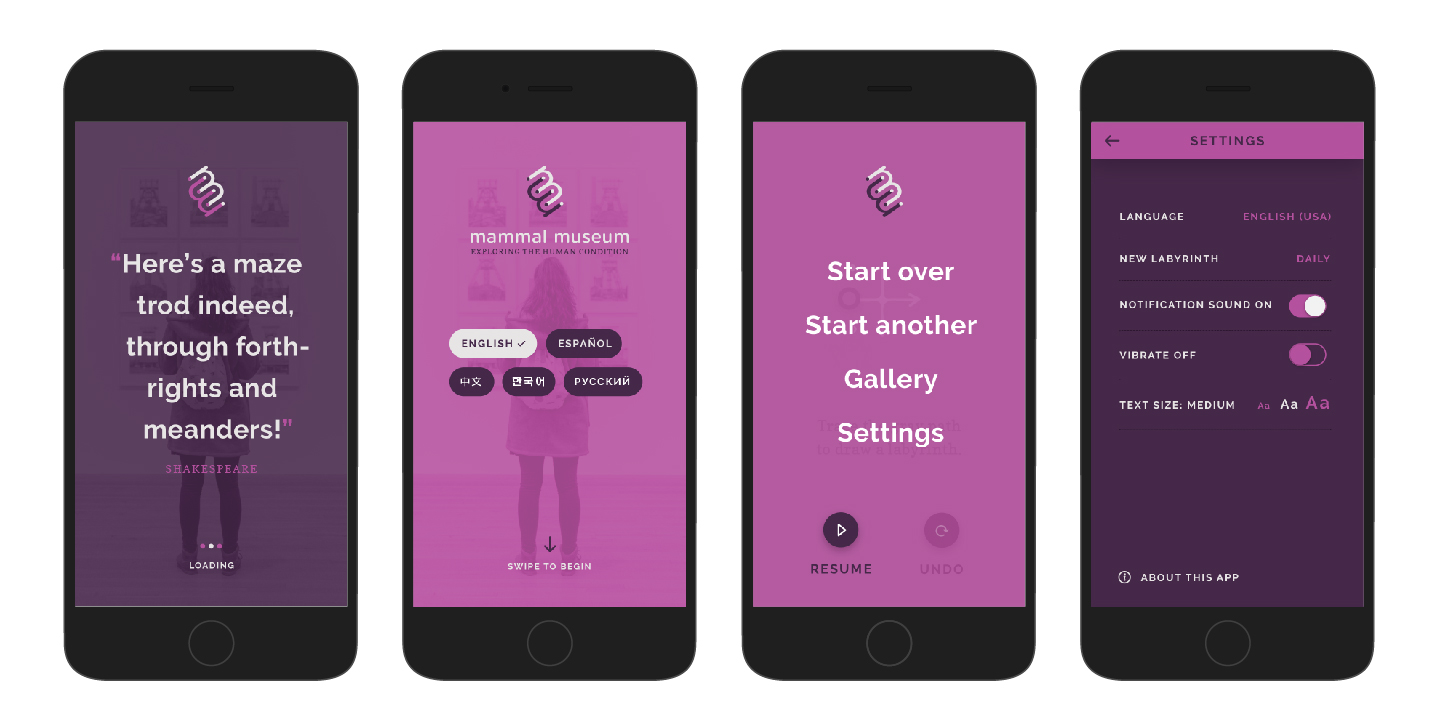 “Here’s a maze
trod indeed,
through forth-
rights and
meanders!”
SHAKESPEARE
LOADING
mammal museum
EXPLORING THE HUMAN CONDITION
ENGLISH ✓
ESPAÑOL
中文
한국어
РУССКИЙ
SWIPE TO BEGIN
Start over
Start another
Gallery
Settings
to draw a labyrinth.
RESUME
UNDO
SETTINGS
LANGUAGE ENGLISH (USA)
NEW LABYRINTH DAILY
NOTIFICATION SOUND ON
VIBRATE OFF
TEXT SIZE: MEDIUM Aa Aa Aa
ABOUT THIS APP